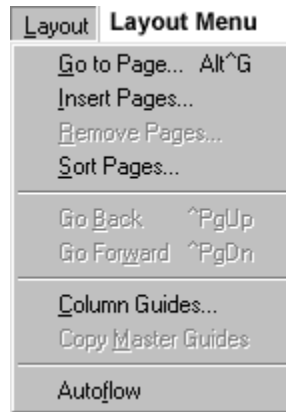 Layout Layout Menu
Go to Page... Alt^G
Insert Pages...
Remove Pages...
Sort Pages...
Go Back ^PgUp
Go Forward ^PgDn
Column Guides...
Copy Master Guides
Autoflow